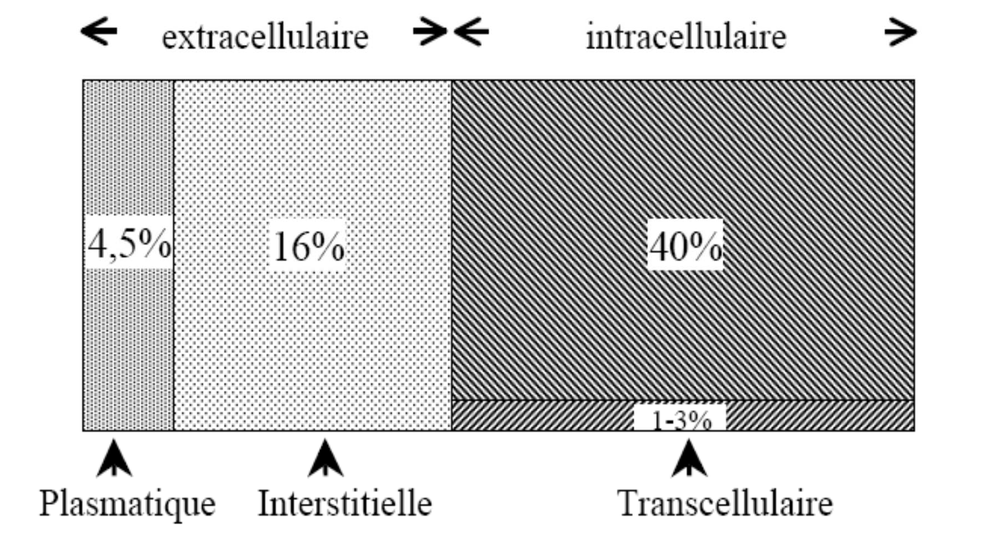 extracellulaire intracellulaire
4,5% 16% 40%
1-3%
Plasmatique Interstitielle Transcellulaire